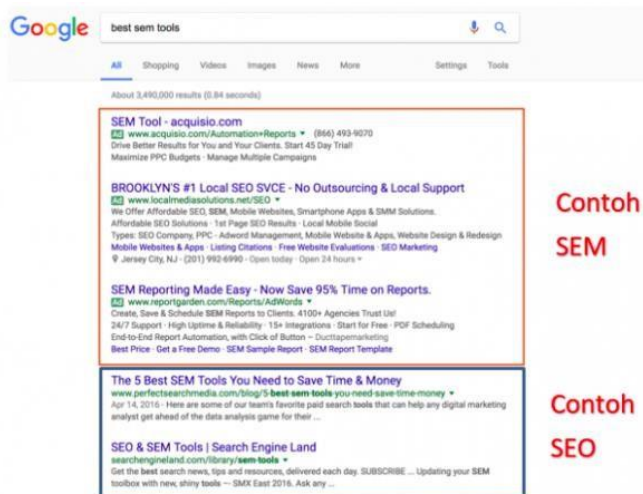 Google best sem tools
All Shopping Videos Images News More Settings Tools
About 3,490,000 results (0.84 seconds)
SEM Tool - acquisio.com
Ad www.acquisio.com/Automation+Reports (866) 493-9070
Drive Better Results for You and Your Clients. Start 45 Day Trial!
Maximize PPC Budgets · Manage Multiple Campaigns
BROOKLYN'S #1 Local SEO SVCE - No Outsourcing & Local Support
Ad www.localmediasolutions.net/SEO
We Offer Affordable SEO, SEM, Mobile Websites, Smartphone Apps & SMM Solutions.
Affordable SEO Solutions · 1st Page SEO Results · Local Mobile Social
Types: SEO Company, PPC - Adword Management, Mobile Website & Apps, Website Design & Redesign
Mobile Websites & Apps · Listing Citations · Free Website Evaluations · SEO Marketing
Jersey City, NJ · (201) 992-6990 · Open today · Open 24 hours
SEM Reporting Made Easy - Now Save 95% Time on Reports.
Ad www.reportgarden.com/Reports/AdWords
Create, Save & Schedule SEM Reports to Clients. 4100+ Agencies Trust Us!
24/7 Support · High Uptime & Reliability · 15+ Integrations · Start for Free · PDF Scheduling
End-to-End Report Automation, with Click of Button – Ducttapemarketing
Best Price · Get a Free Demo · SEM Sample Report · SEM Report Template
Contoh
SEM
The 5 Best SEM Tools You Need to Save Time & Money
www.perfectsearchmedia.com/blog/5-best-sem-tools-you-need-save-time-money
Apr 14, 2016 - Here are some of our team's favorite paid search tools that can help any digital marketing
analyst get ahead of the data analysis game for their ...
SEO & SEM Tools | Search Engine Land
searchengineland.com/library/sem-tools
Get the best search news, tips and resources, delivered each day. SUBSCRIBE ... Updating your SEM
toolbox with new, shiny tools — SMX East 2016. Ask any ...
Contoh
SEO